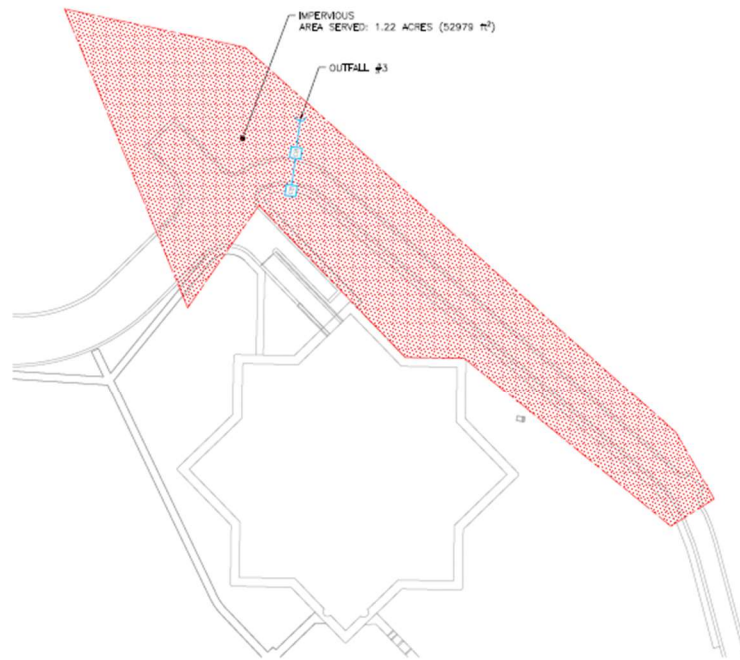 IMPERVIOUS
AREA SERVED: 1.22 ACRES (52979 ft²)
OUTFALL #3